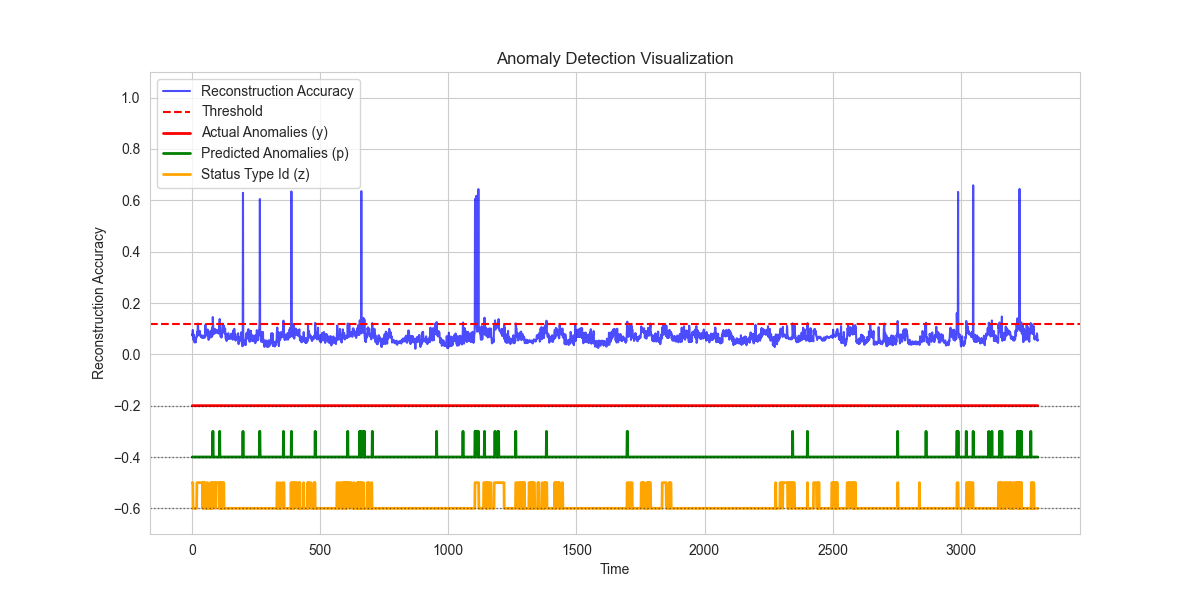 Anomaly Detection Visualization
Reconstruction Accuracy
Threshold
Actual Anomalies (y)
Predicted Anomalies (p)
Status Type Id (z)
1.0
0.8
0.6
0.4
0.2
0.0
−0.2
−0.4
−0.6
Reconstruction Accuracy
0 500 1000 1500 2000 2500 3000
Time